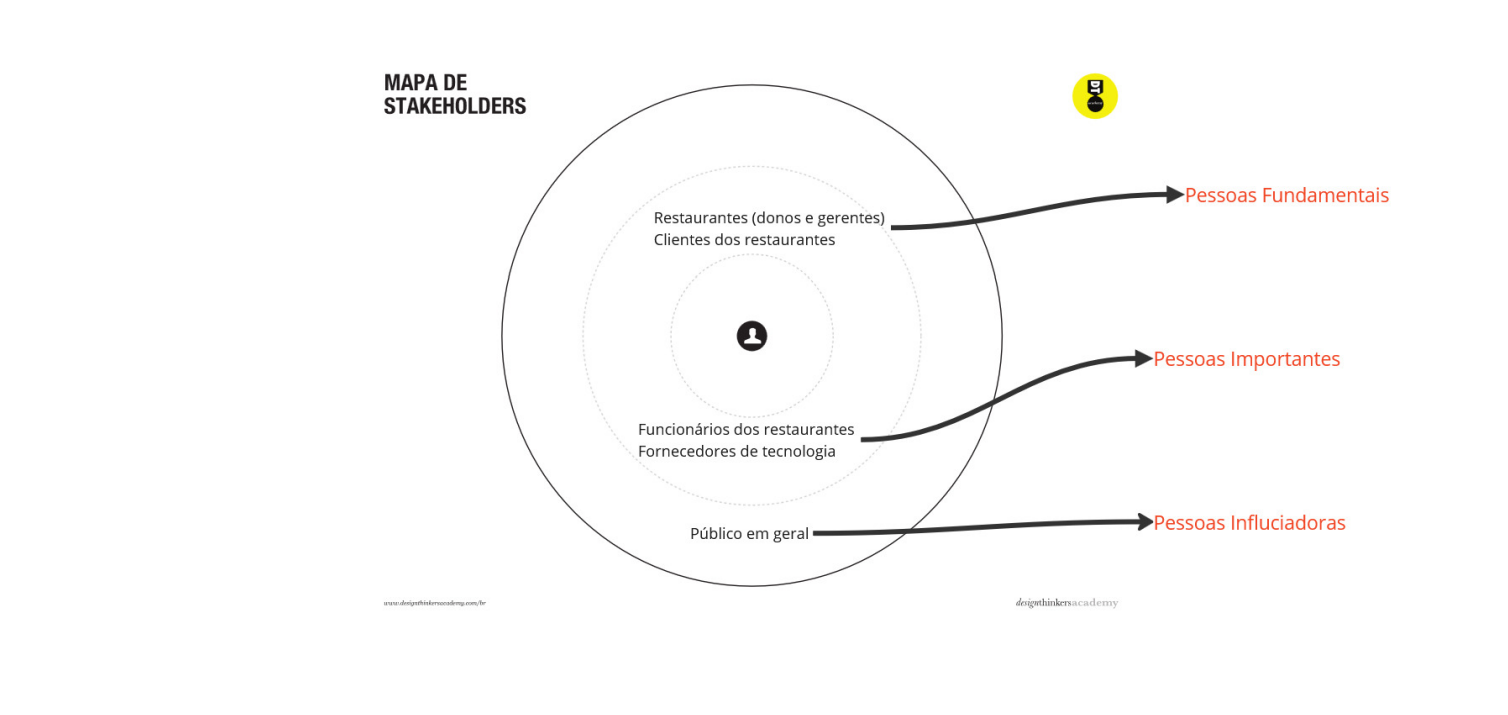 MAPA DE
STAKEHOLDERS
DT
Pessoas Fundamentais
Restaurantes (donos e gerentes)
Clientes dos restaurantes
Pessoas Importantes
Funcionários dos restaurantes
Fornecedores de tecnologia
Pessoas Influciadoras
Público em geral
www.designthinkersacademy.com/br
designthinkersacademy